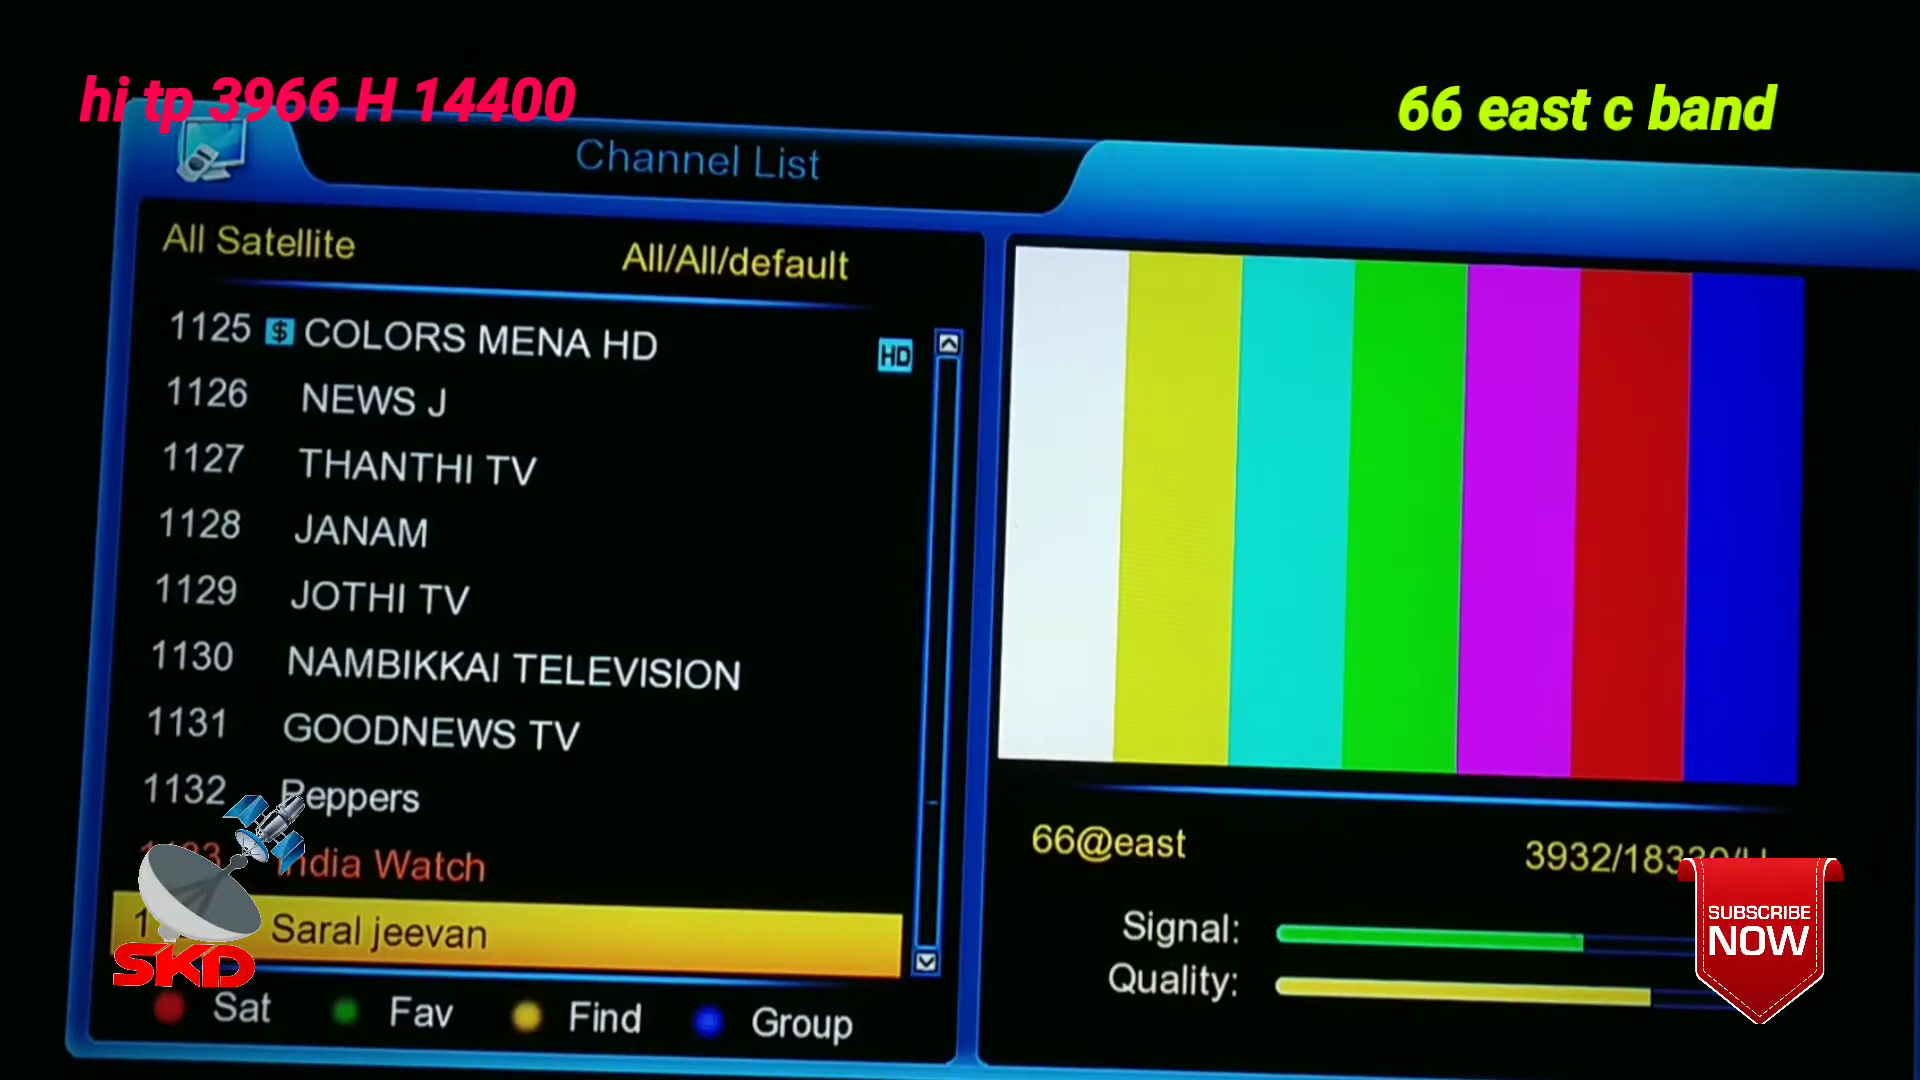 hi tp 3966 H 14400
66 east c band
Channel List
All Satellite All/All/default
1125 $ COLORS MENA HD HD
1126 NEWS J
1127 THANTHI TV
1128 JANAM
1129 JOTHI TV
1130 NAMBIKKAI TELEVISION
1131 GOODNEWS TV
1132 Peppers
India Watch
Saral jeevan
SKD
Sat Fav Find Group
66@east
Signal:
Quality:
SUBSCRIBE
NOW